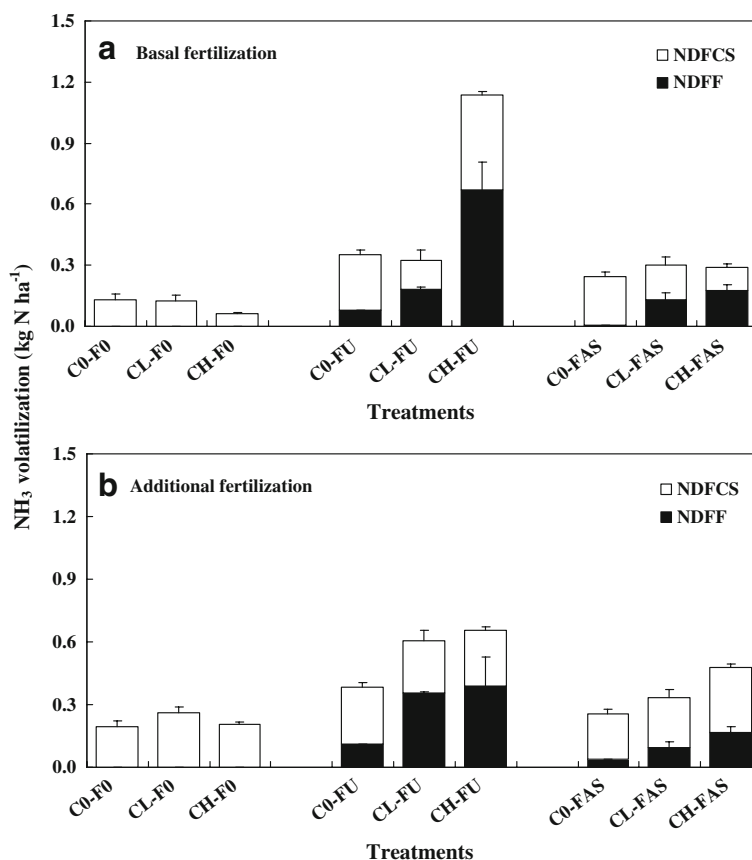 NH₃ volatilization (kg N ha⁻¹)
a Basal fertilization
NDFCS
NDFF
1.5
1.2
0.9
0.6
0.3
0.0
C0-F0
CL-F0
CH-F0
C0-FU
CL-FU
CH-FU
C0-FAS
CL-FAS
CH-FAS
Treatments
b Additional fertilization
NDFCS
NDFF
1.5
1.2
0.9
0.6
0.3
0.0
C0-F0
CL-F0
CH-F0
C0-FU
CL-FU
CH-FU
C0-FAS
CL-FAS
CH-FAS
Treatments